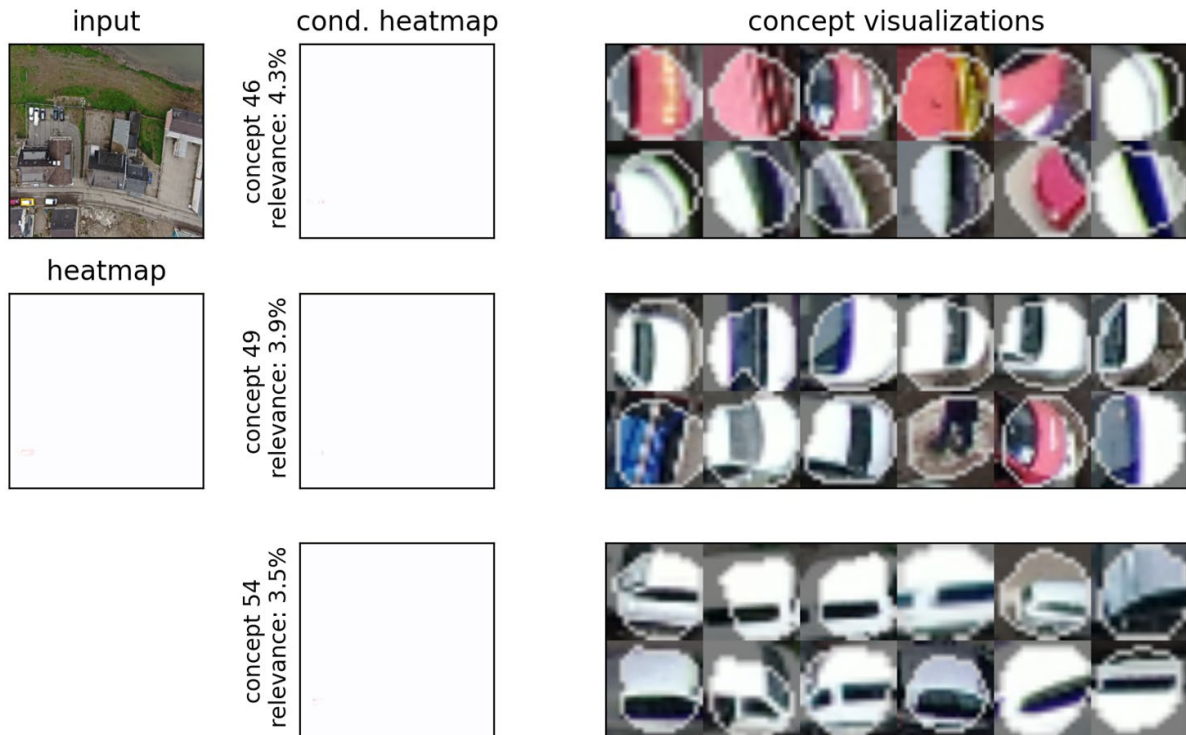 input
cond. heatmap
concept visualizations
concept 46
relevance: 4.3%
heatmap
concept 49
relevance: 3.9%
concept 54
relevance: 3.5%